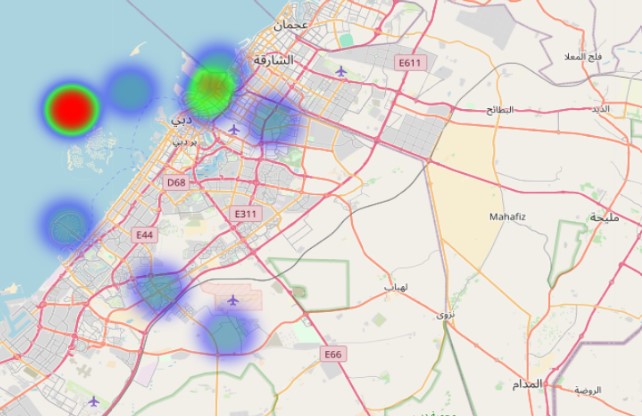 عجمان
الشارقة
E611
فلج المعلا
البطائح
الذيد
دبي
بر دبي
D68
E311
E44
Mahafiz
مليحة
لهباب
نزوى
E66
المدام
الروضة